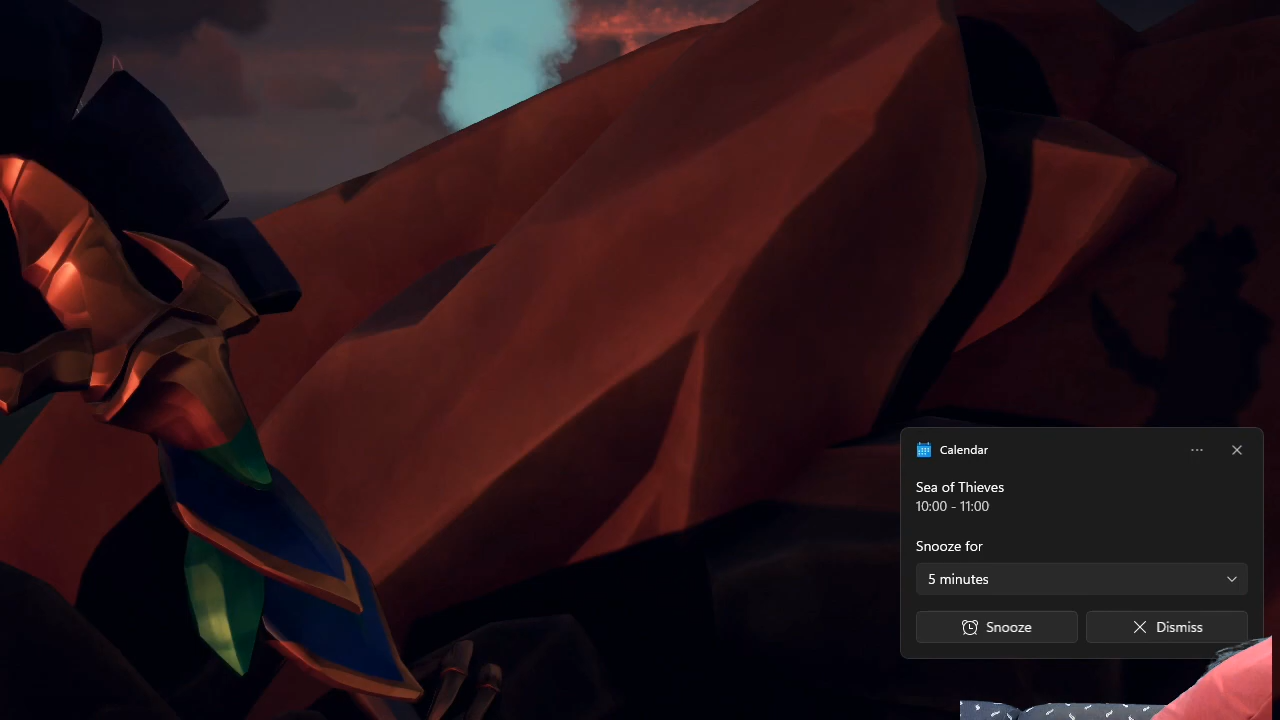 Calendar
Sea of Thieves
10:00 - 11:00
Snooze for
5 minutes
Snooze
Dismiss